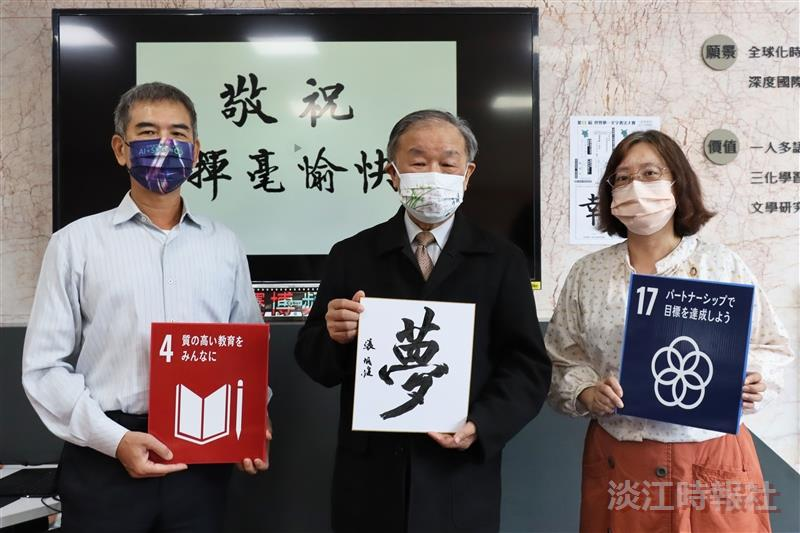 敬祝
揮毫愉快
願景
全球化時
深度國際
價值
一人多語
三化學習
文學研究
4 質の高い教育を
みんなに
夢
17 パートナーシップで
目標を達成しよう
淡江時報社